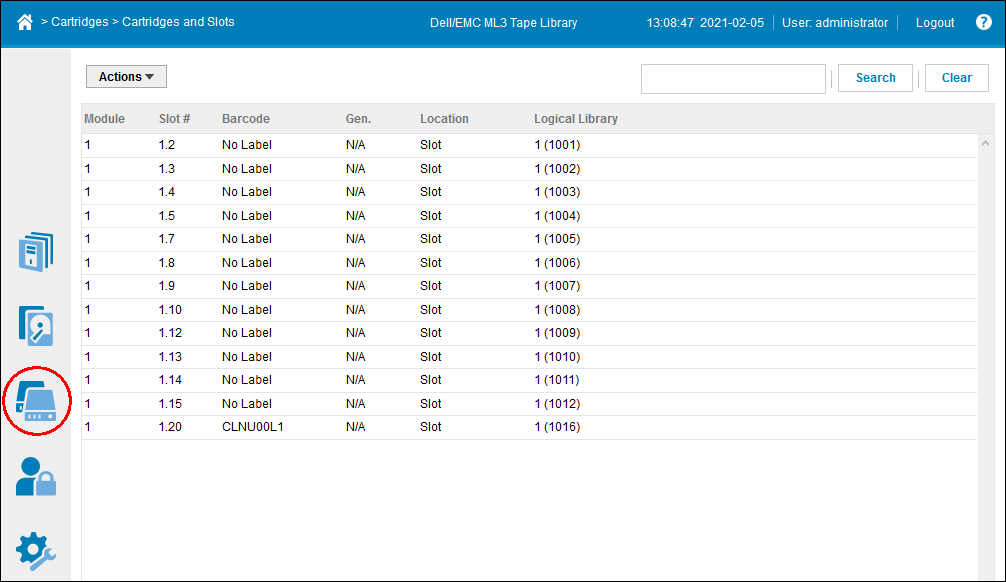 > Cartridges > Cartridges and Slots Dell/EMC ML3 Tape Library 13:08:47 2021-02-05 User: administrator Logout ?
Actions Search Clear
Module Slot # Barcode Gen. Location Logical Library
1 1.2 No Label N/A Slot 1 (1001)
1 1.3 No Label N/A Slot 1 (1002)
1 1.4 No Label N/A Slot 1 (1003)
1 1.5 No Label N/A Slot 1 (1004)
1 1.7 No Label N/A Slot 1 (1005)
1 1.8 No Label N/A Slot 1 (1006)
1 1.9 No Label N/A Slot 1 (1007)
1 1.10 No Label N/A Slot 1 (1008)
1 1.12 No Label N/A Slot 1 (1009)
1 1.13 No Label N/A Slot 1 (1010)
1 1.14 No Label N/A Slot 1 (1011)
1 1.15 No Label N/A Slot 1 (1012)
1 1.20 CLNU00L1 N/A Slot 1 (1016)